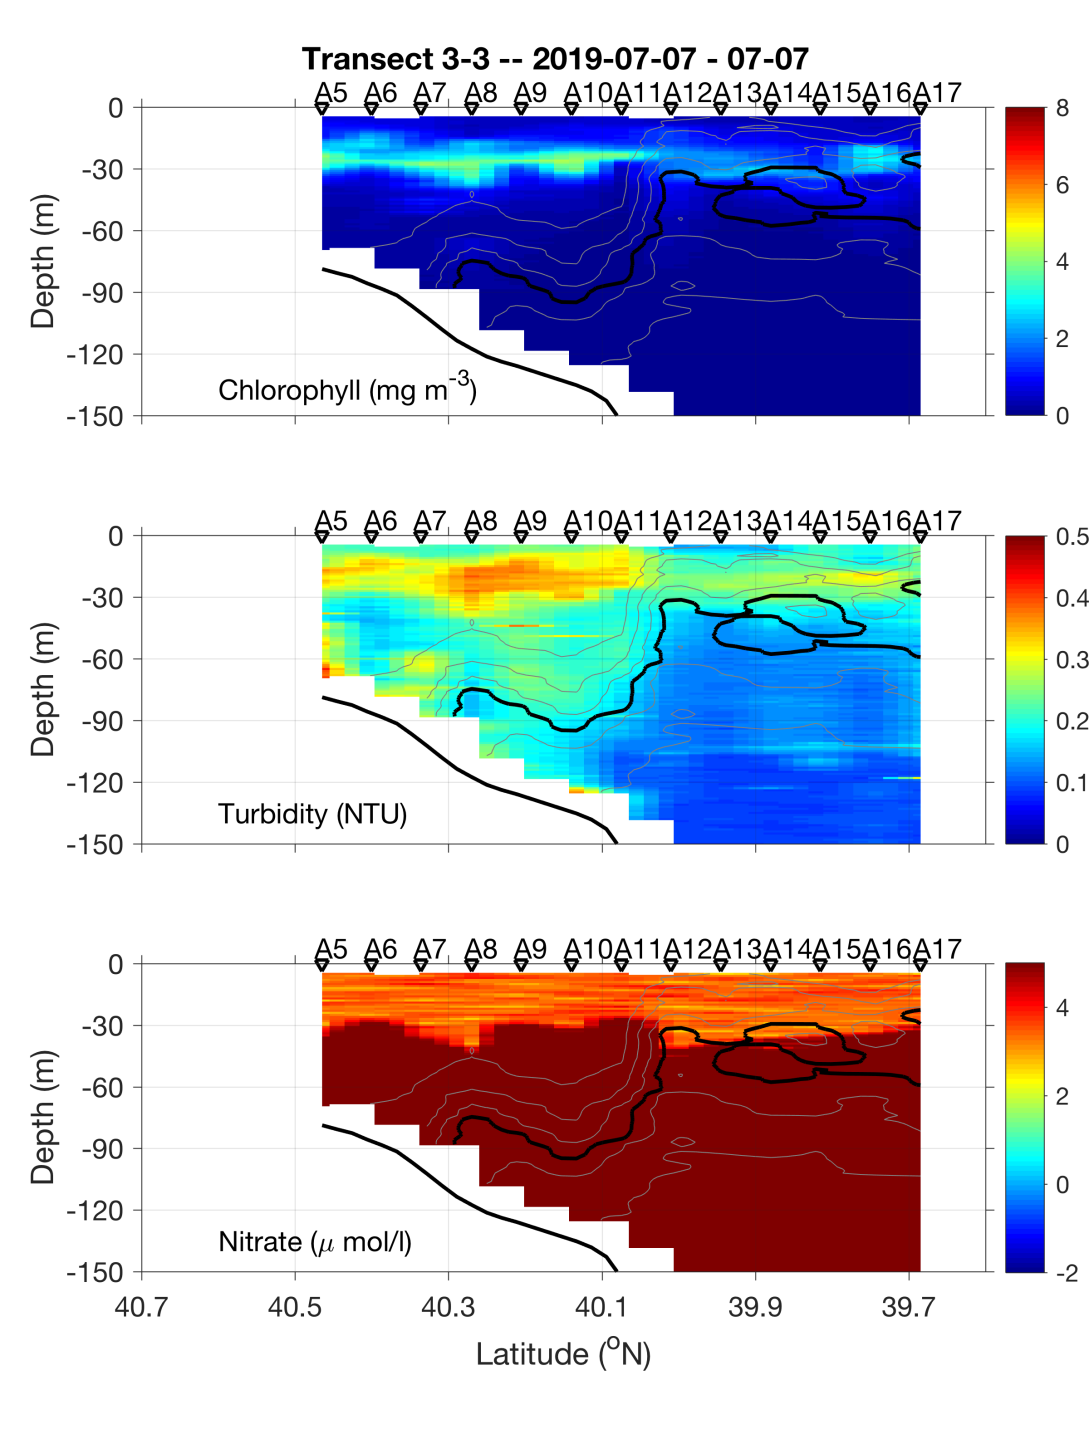 Transect 3-3 -- 2019-07-07 - 07-07
A5 A6 A7 A8 A9 A10 A11 A12 A13 A14 A15 A16 A17
0
-30
-60
-90
-120
-150
Depth (m)
Chlorophyll (mg m⁻³)
8
6
4
2
0
A5 A6 A7 A8 A9 A10 A11 A12 A13 A14 A15 A16 A17
0
-30
-60
-90
-120
-150
Depth (m)
Turbidity (NTU)
0.5
0.4
0.3
0.2
0.1
0
A5 A6 A7 A8 A9 A10 A11 A12 A13 A14 A15 A16 A17
0
-30
-60
-90
-120
-150
Depth (m)
Nitrate (μ mol/l)
4
2
0
-2
40.7 40.5 40.3 40.1 39.9 39.7
Latitude (ᵒN)